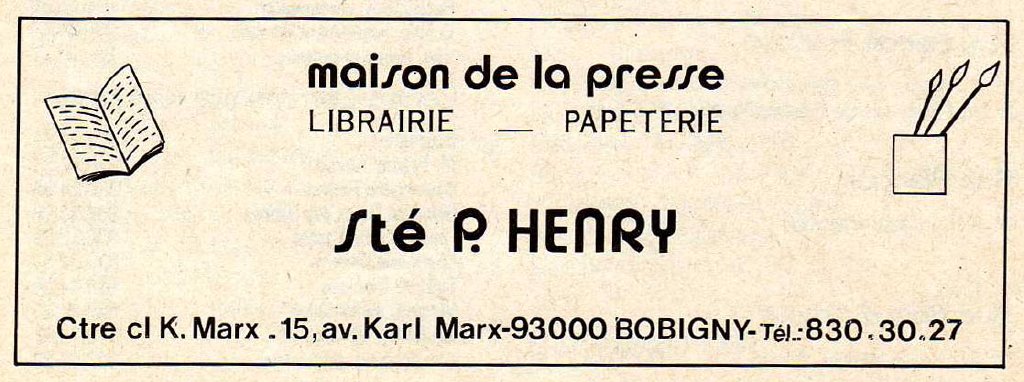 maison de la presse
LIBRAIRIE — PAPETERIE
Sté P. HENRY
Ctre cl K. Marx . 15, av. Karl Marx-93000 BOBIGNY-Tél.: 830.30.27